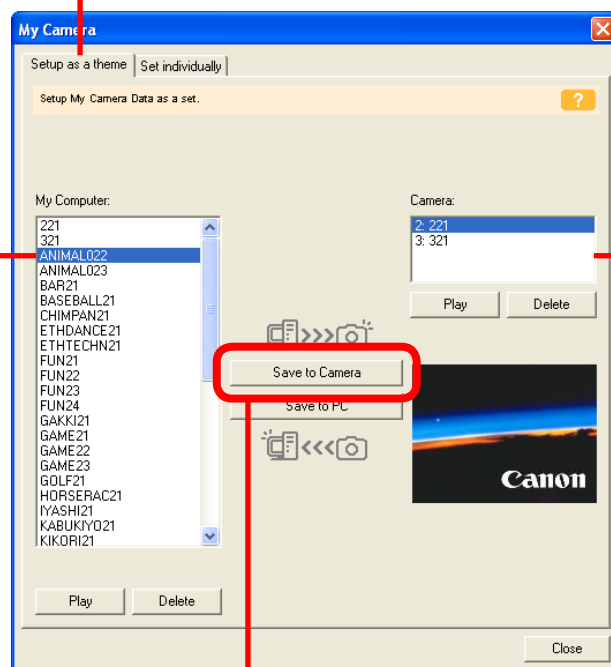 My Camera
Setup as a theme
Set individually
Setup My Camera Data as a set.
?
My Computer:
221
321
ANIMAL022
ANIMAL023
BAR21
BASEBALL21
CHIMPAN21
ETHDANCE21
ETHTECHN21
FUN21
FUN22
FUN23
FUN24
GAKKI21
GAME21
GAME22
GAME23
GOLF21
HORSERAC21
IYASHI21
KABUKIYO21
KIKORI21
Play
Delete
>>>
Save to Camera
Save to PC
<<<
Camera:
2: 221
3: 321
Play
Delete
Canon
Close